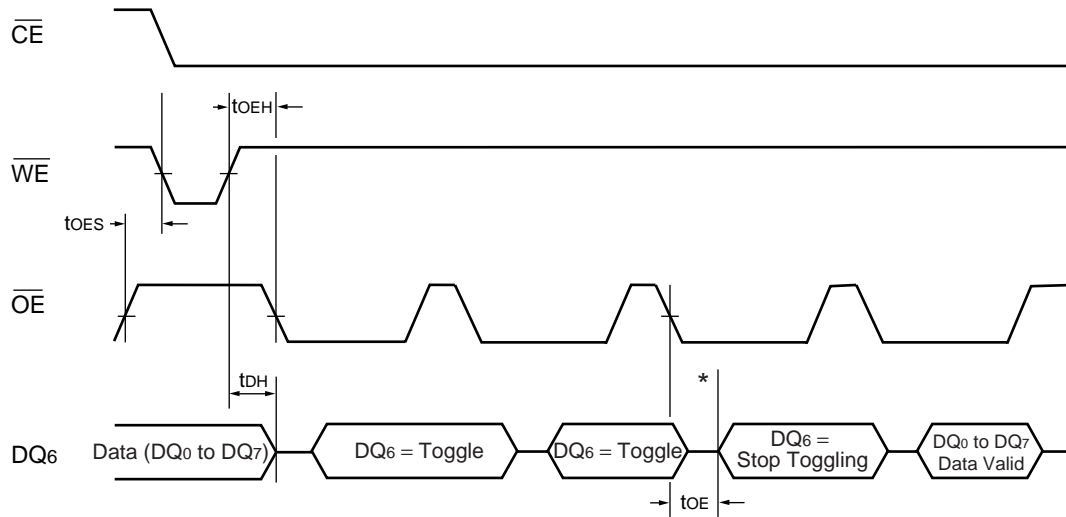 CE
tOEH
WE
tOES
OE
tDH
*
DQ6
Data (DQ0 to DQ7)
DQ6 = Toggle
DQ6 = Toggle
DQ6 =
Stop Toggling
DQ0 to DQ7
Data Valid
tOE